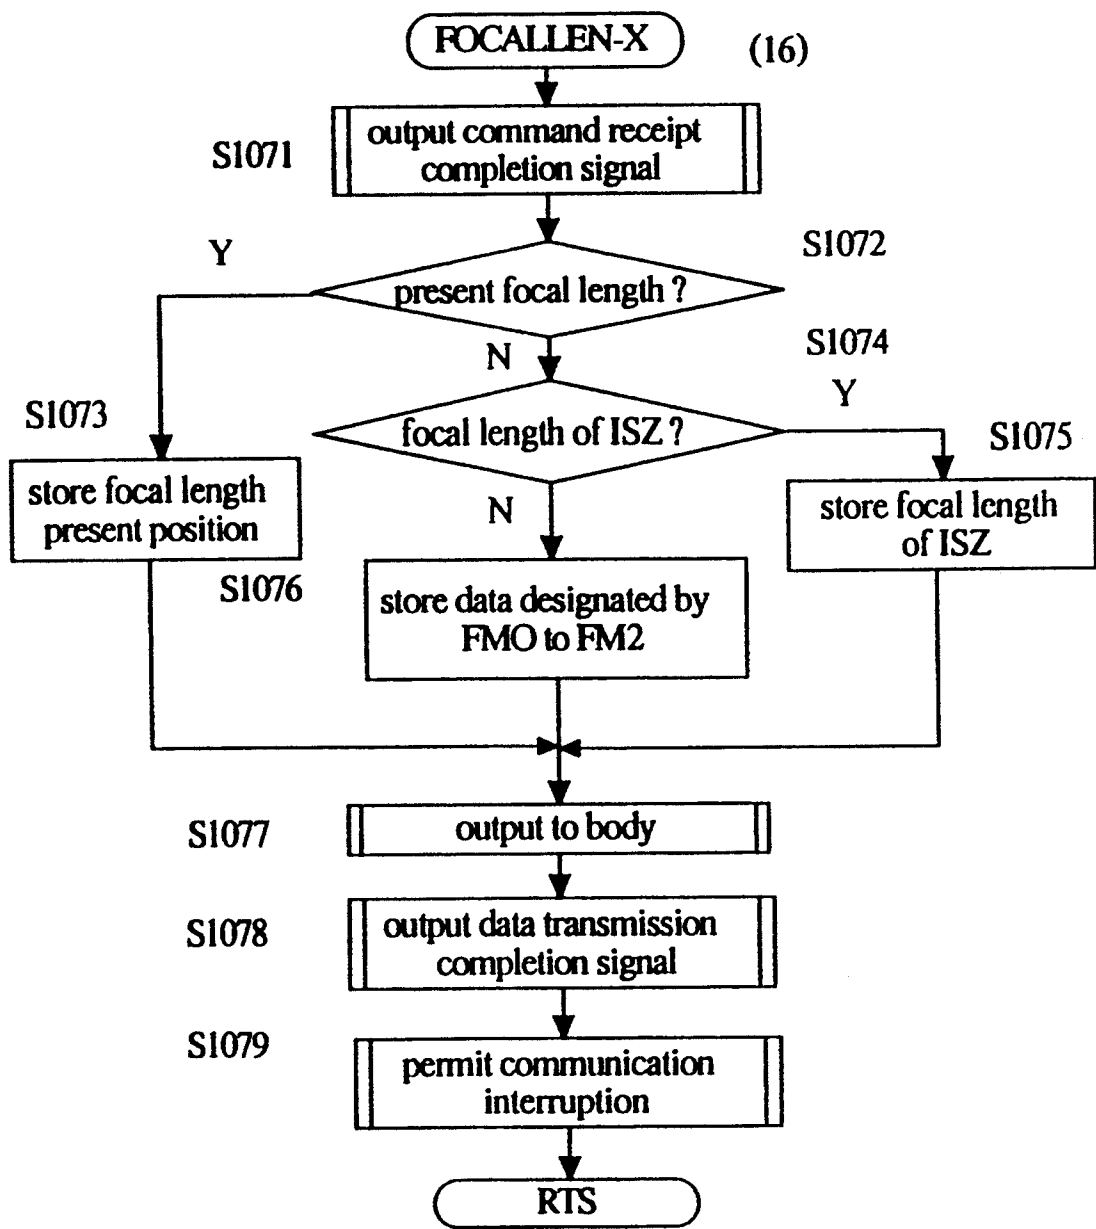 FOCALLEN-X
(16)
S1071
output command receipt
completion signal
Y
S1072
present focal length ?
N
S1074
Y
S1073
focal length of ISZ ?
S1075
store focal length
present position
N
store focal length
of ISZ
S1076
store data designated by
FMO to FM2
S1077
output to body
S1078
output data transmission
completion signal
S1079
permit communication
interruption
RTS